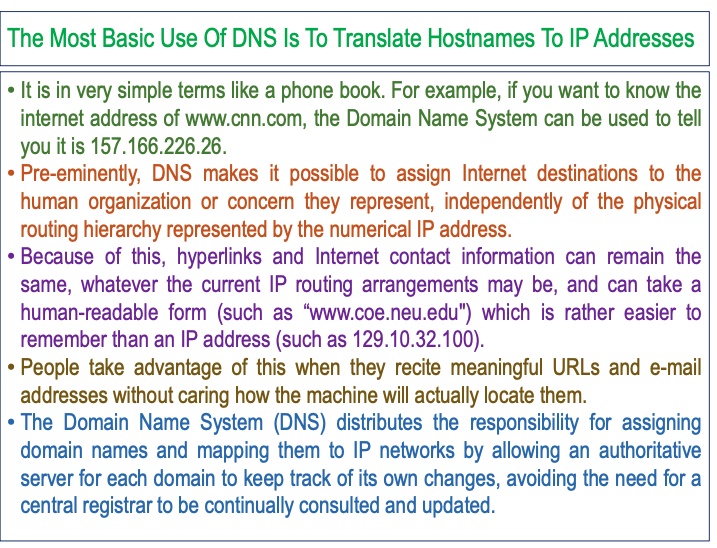 The Most Basic Use Of DNS Is To Translate Hostnames To IP Addresses
• It is in very simple terms like a phone book. For example, if you want to know the
internet address of www.cnn.com, the Domain Name System can be used to tell
you it is 157.166.226.26.
• Pre-eminently, DNS makes it possible to assign Internet destinations to the
human organization or concern they represent, independently of the physical
routing hierarchy represented by the numerical IP address.
• Because of this, hyperlinks and Internet contact information can remain the
same, whatever the current IP routing arrangements may be, and can take a
human-readable form (such as “www.coe.neu.edu") which is rather easier to
remember than an IP address (such as 129.10.32.100).
• People take advantage of this when they recite meaningful URLs and e-mail
addresses without caring how the machine will actually locate them.
• The Domain Name System (DNS) distributes the responsibility for assigning
domain names and mapping them to IP networks by allowing an authoritative
server for each domain to keep track of its own changes, avoiding the need for a
central registrar to be continually consulted and updated.